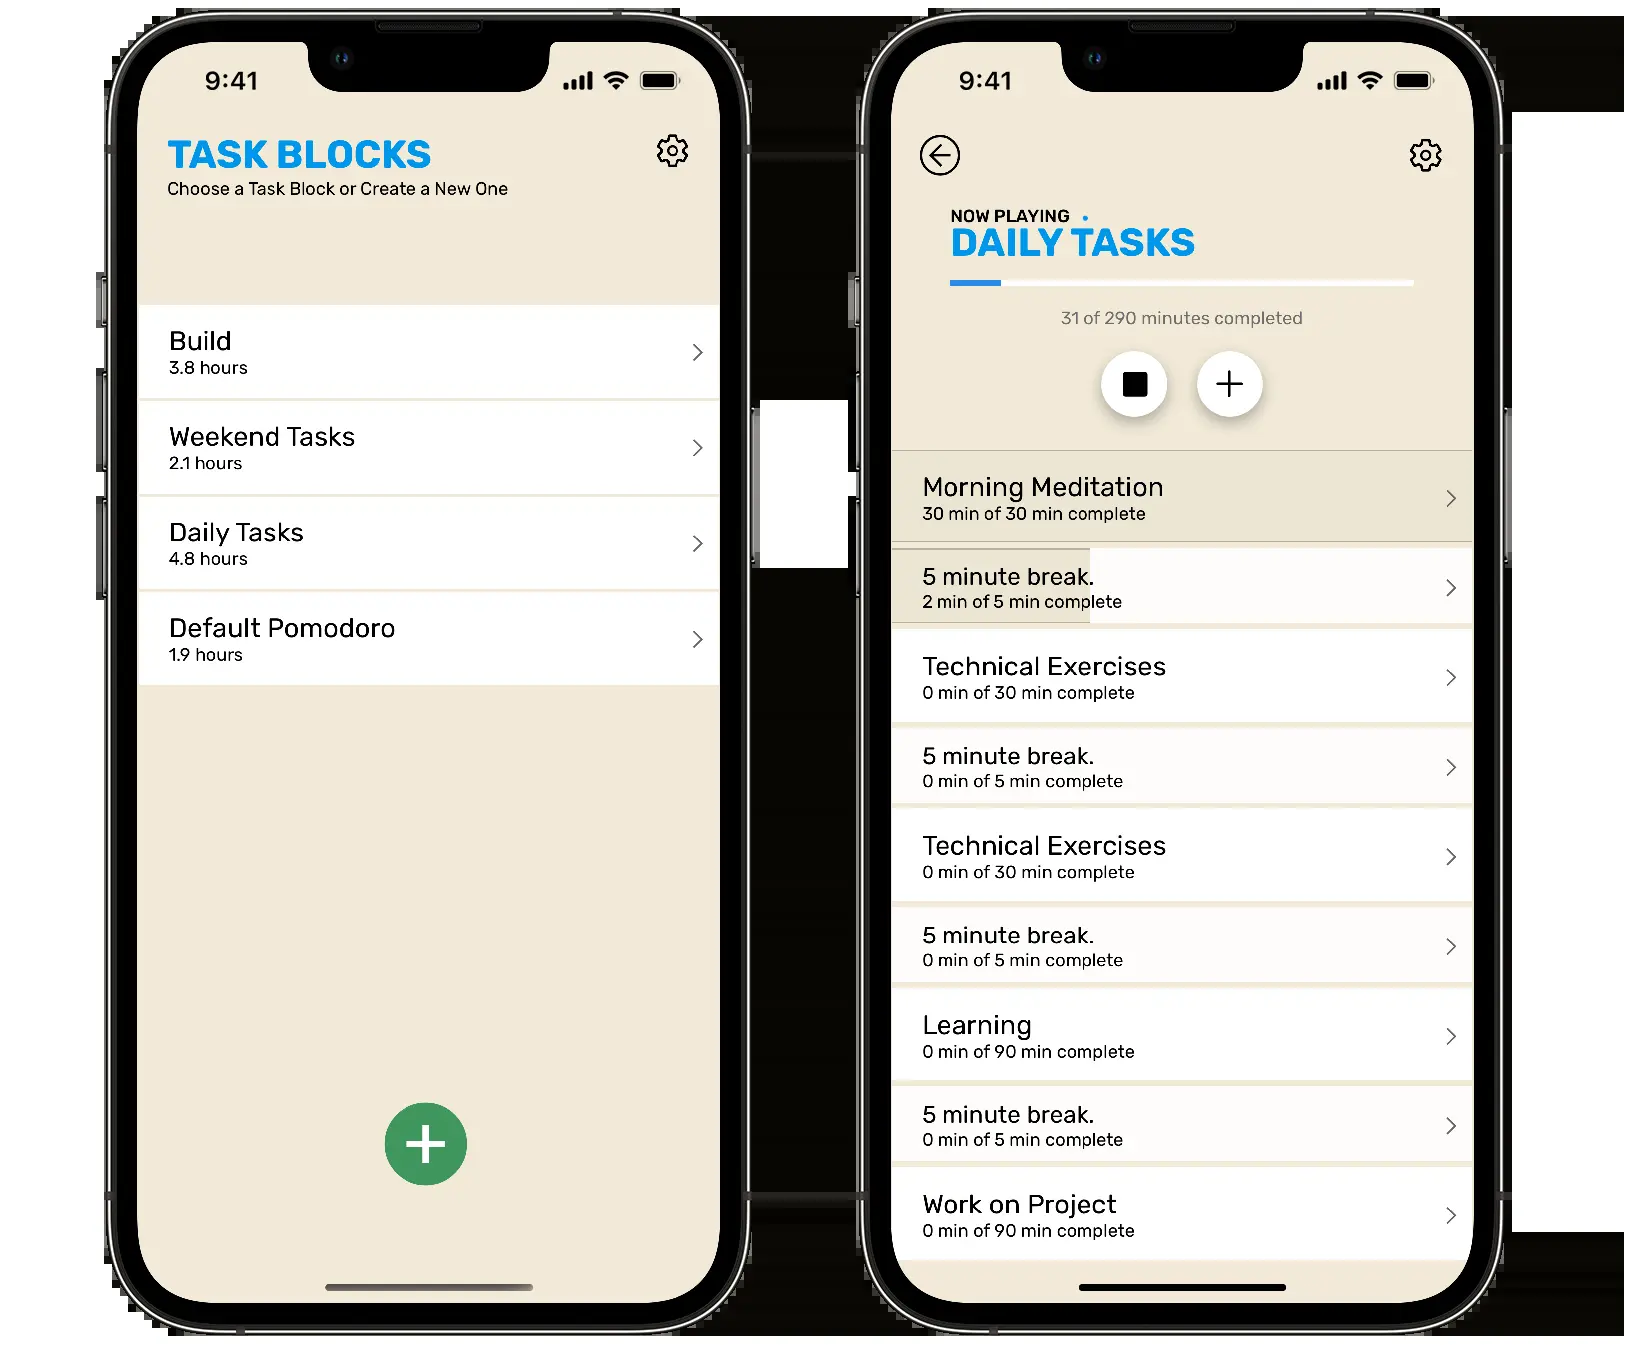 9:41
TASK BLOCKS
Choose a Task Block or Create a New One
Build
3.8 hours
Weekend Tasks
2.1 hours
Daily Tasks
4.8 hours
Default Pomodoro
1.9 hours
9:41
NOW PLAYING
DAILY TASKS
31 of 290 minutes completed
Morning Meditation
30 min of 30 min complete
5 minute break.
2 min of 5 min complete
Technical Exercises
0 min of 30 min complete
5 minute break.
0 min of 5 min complete
Technical Exercises
0 min of 30 min complete
5 minute break.
0 min of 5 min complete
Learning
0 min of 90 min complete
5 minute break.
0 min of 5 min complete
Work on Project
0 min of 90 min complete